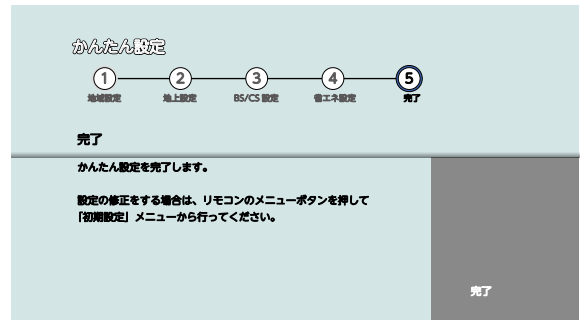 かんたん設定
1 2 3 4 5
地域設定 地上設定 BS/CS 設定 省エネ設定 完了
完了
かんたん設定を完了します。
設定の修正をする場合は、リモコンのメニューボタンを押して
「初期設定」メニューから行ってください。
完了